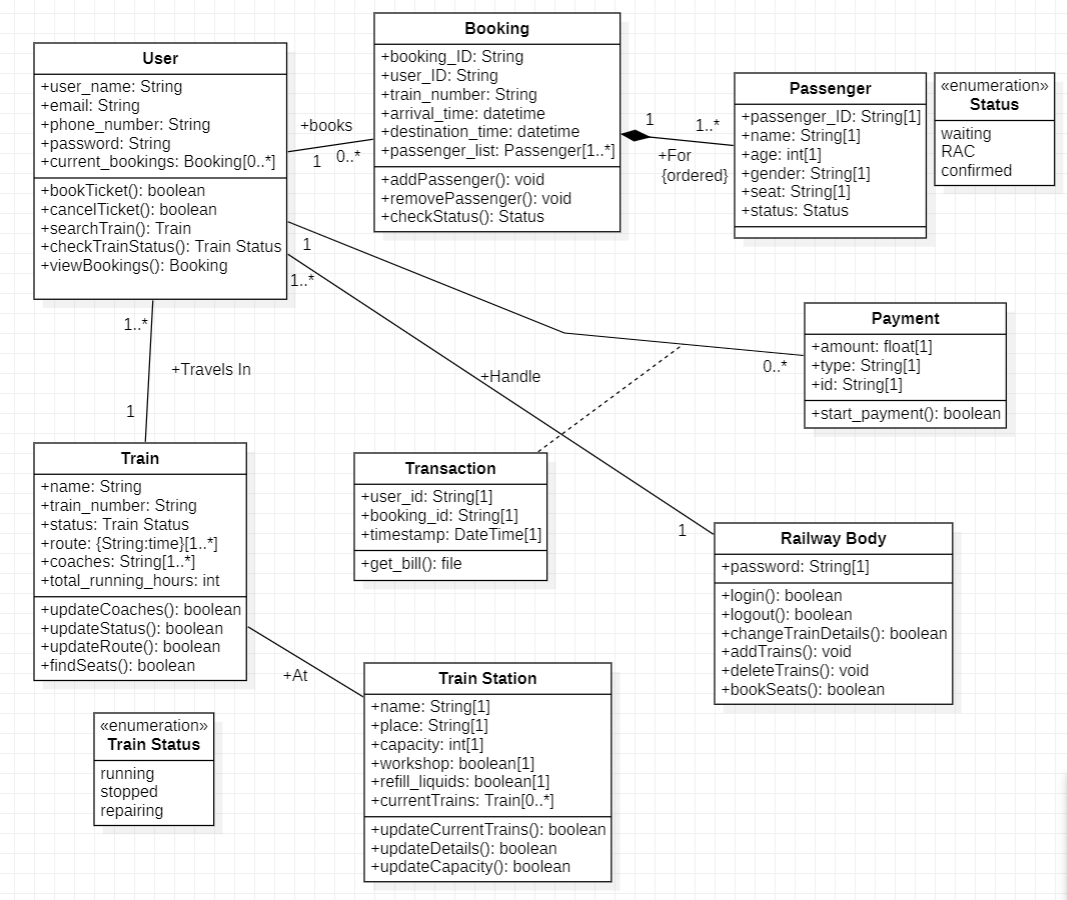 User
+user_name: String
+email: String
+phone_number: String
+password: String
+current_bookings: Booking[0..*]
+bookTicket(): boolean
+cancelTicket(): boolean
+searchTrain(): Train
+checkTrainStatus(): Train Status
+viewBookings(): Booking
+books
1
0..*
Booking
+booking_ID: String
+user_ID: String
+train_number: String
+arrival_time: datetime
+destination_time: datetime
+passenger_list: Passenger[1..*]
+addPassenger(): void
+removePassenger(): void
+checkStatus(): Status
1
1..*
+For
{ordered}
Passenger
+passenger_ID: String[1]
+name: String[1]
+age: int[1]
+gender: String[1]
+seat: String[1]
+status: Status
«enumeration»
Status
waiting
RAC
confirmed
1
1..*
0..*
Payment
+amount: float[1]
+type: String[1]
+id: String[1]
+start_payment(): boolean
1..*
+Travels In
1
+Handle
1
Train
+name: String
+train_number: String
+status: Train Status
+route: {String:time}[1..*]
+coaches: String[1..*]
+total_running_hours: int
+updateCoaches(): boolean
+updateStatus(): boolean
+updateRoute(): boolean
+findSeats(): boolean
Transaction
+user_id: String[1]
+booking_id: String[1]
+timestamp: DateTime[1]
+get_bill(): file
Railway Body
+password: String[1]
+login(): boolean
+logout(): boolean
+changeTrainDetails(): boolean
+addTrains(): void
+deleteTrains(): void
+bookSeats(): boolean
+At
Train Station
+name: String[1]
+place: String[1]
+capacity: int[1]
+workshop: boolean[1]
+refill_liquids: boolean[1]
+currentTrains: Train[0..*]
+updateCurrentTrains(): boolean
+updateDetails(): boolean
+updateCapacity(): boolean
«enumeration»
Train Status
running
stopped
repairing